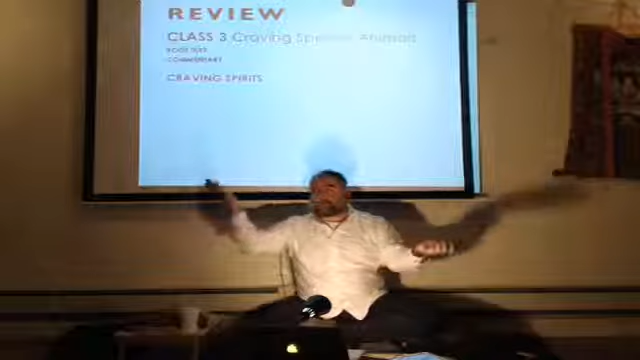 REVIEW
CLASS 3 Craving Spirits Animals
ROOT TEXT
COMMENTARY
CRAVING SPIRITS